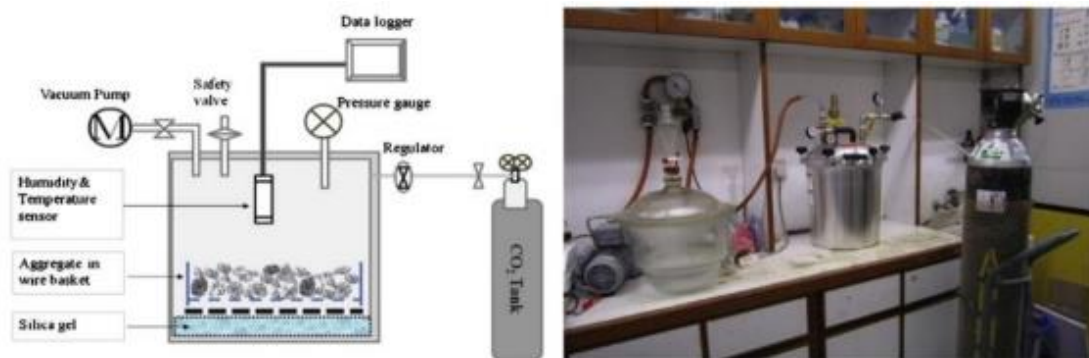 Data logger
Safety
valve
Vacuum Pump
M
Pressure gauge
Regulator
Humidity &
Temperature
sensor
Aggregate in
wire basket
Silica gel
CO₂ Tank